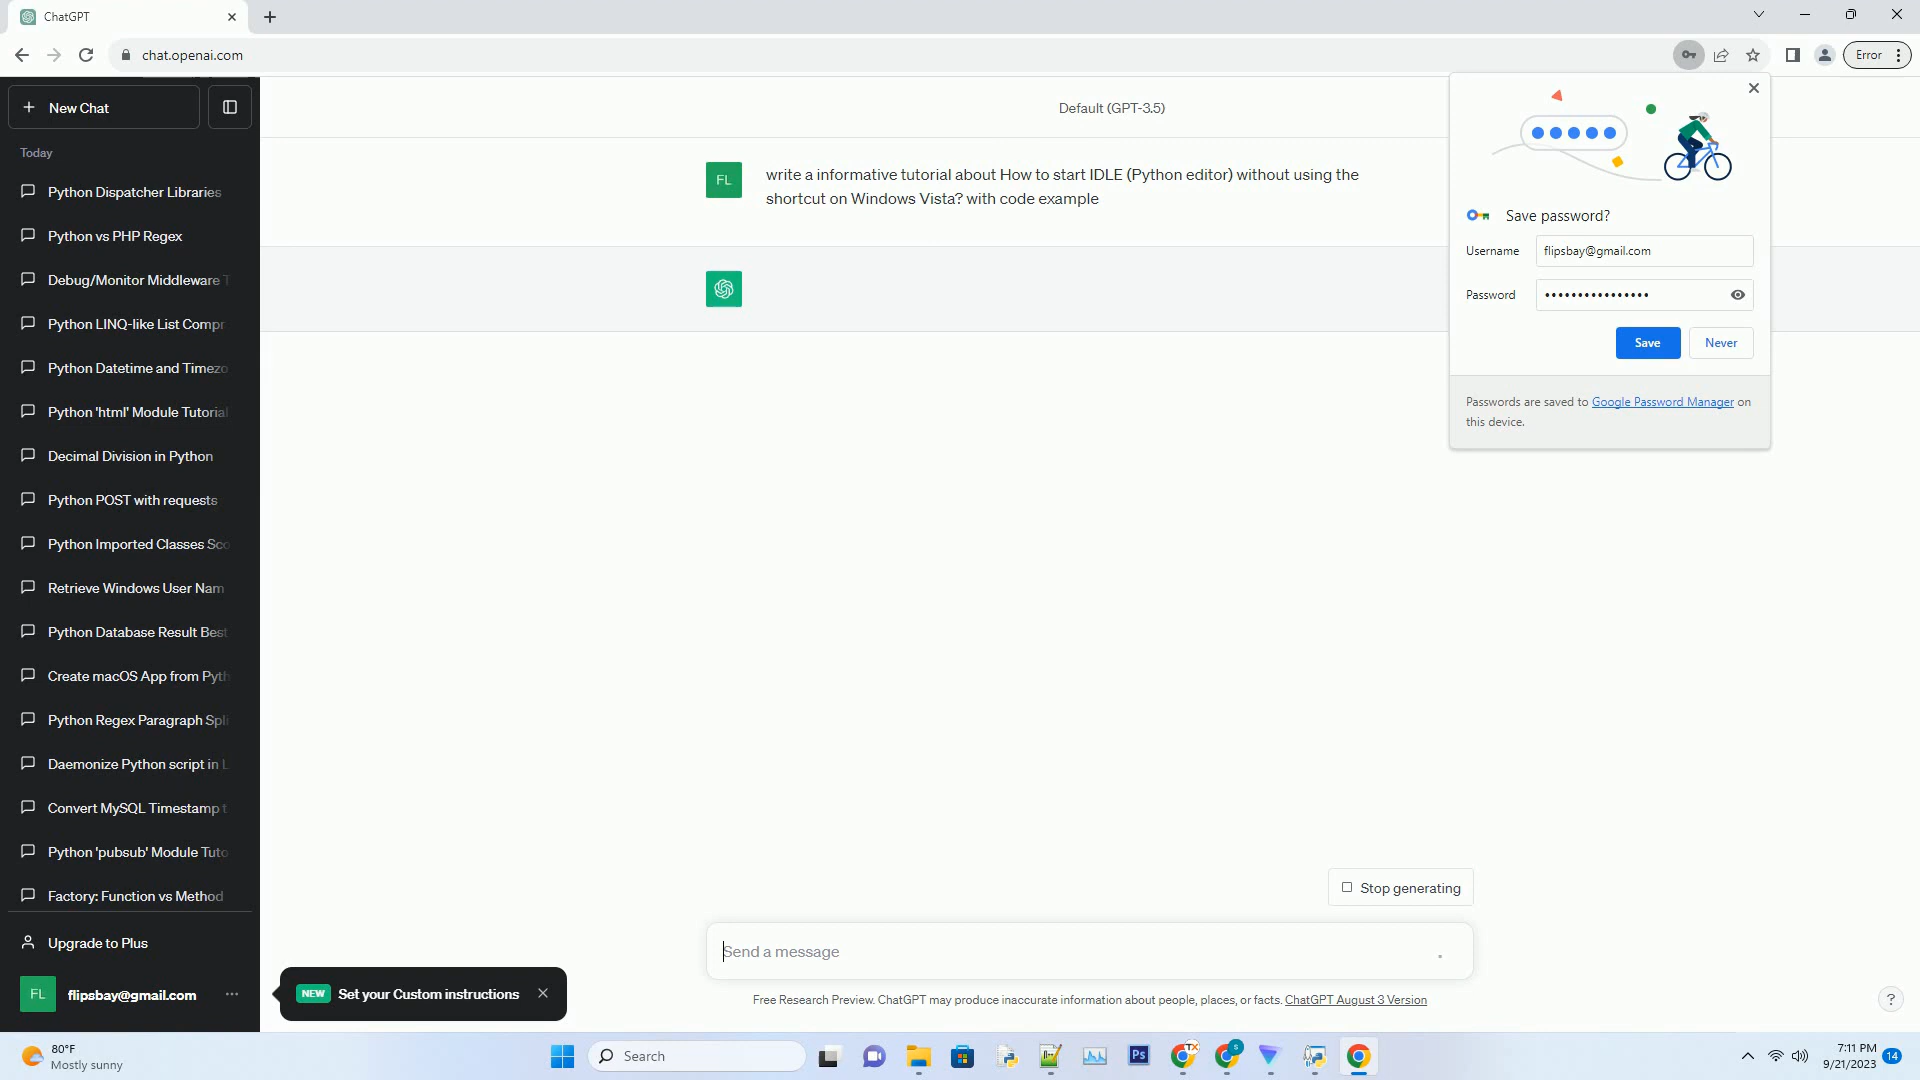 ChatGPT
chat.openai.com
Error
New Chat
Today
Python Dispatcher Libraries
Python vs PHP Regex
Debug/Monitor Middleware T
Python LINQ-like List Compr
Python Datetime and Timezo
Python 'html' Module Tutorial
Decimal Division in Python
Python POST with requests
Python Imported Classes Sco
Retrieve Windows User Nam
Python Database Result Best
Create macOS App from Pyth
Python Regex Paragraph Spli
Daemonize Python script in L
Convert MySQL Timestamp t
Python 'pubsub' Module Tuto
Factory: Function vs Method
Upgrade to Plus
FL
flipsbay@gmail.com
Default (GPT-3.5)
FL
write a informative tutorial about How to start IDLE (Python editor) without using the
shortcut on Windows Vista? with code example
Save password?
Username flipsbay@gmail.com
Password ••••••••••••••••
Save Never
Passwords are saved to Google Password Manager on
this device.
Stop generating
Send a message
NEW Set your Custom instructions
Free Research Preview. ChatGPT may produce inaccurate information about people, places, or facts. ChatGPT August 3 Version
?
80°F
Mostly sunny
Search
Ps
TX
S
7:11 PM
9/21/2023
14